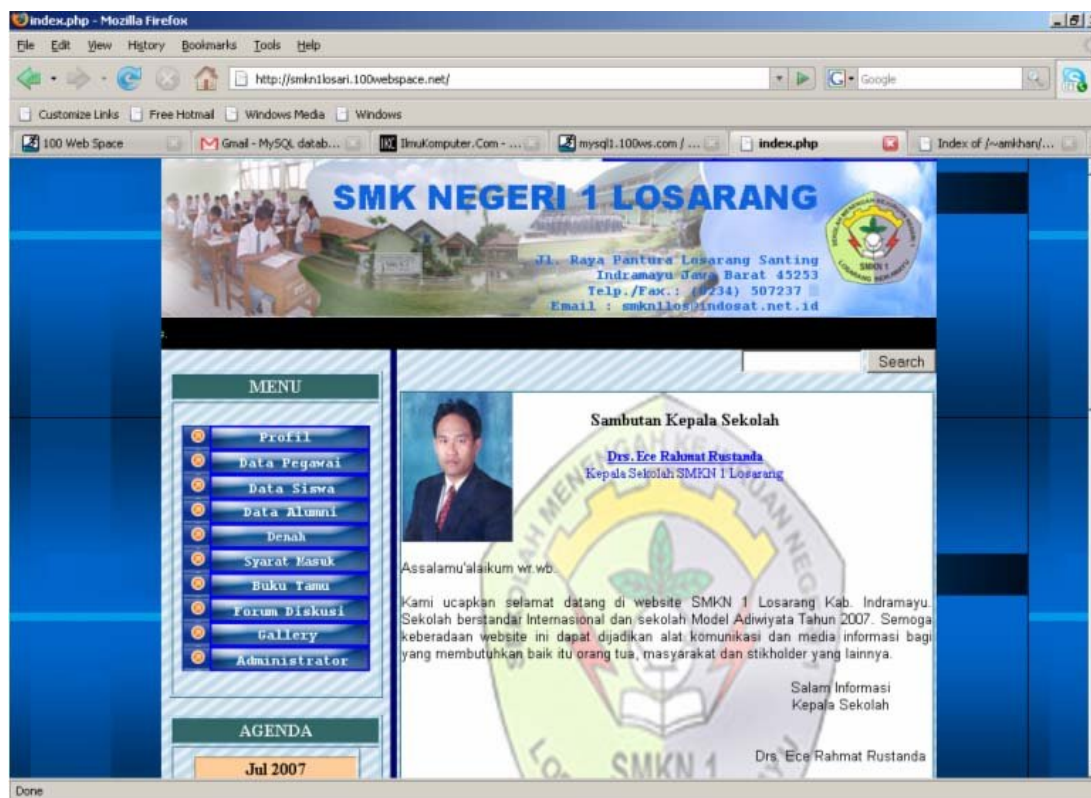 index.php - Mozilla Firefox
File Edit View History Bookmarks Tools Help
http://smkn1losari.100webspace.net/
Google
Customize Links Free Hotmail Windows Media Windows
100 Web Space
Gmail - MySQL datab...
IlmuKomputer.Com - ...
mysql1.100ws.com / ...
index.php
Index of /~amkhan/...
SMK NEGERI 1 LOSARANG
Jl. Raya Pantura Losarang Santing
Indramayu Jawa Barat 45253
Telp./Fax.: (0234) 507237
Email : smkn1los@indosat.net.id
SMKN 1
Search
MENU
Profil
Data Pegawai
Data Siswa
Data Alumni
Denah
Syarat Masuk
Buku Tamu
Forum Diskusi
Gallery
Administrator
AGENDA
Jul 2007
Sambutan Kepala Sekolah
Drs. Ece Rahmat Rustanda
Kepala Sekolah SMKN 1 Losarang
Assalamu'alaikum wr.wb.
Kami ucapkan selamat datang di website SMKN 1 Losarang Kab. Indramayu.
Sekolah berstandar Internasional dan sekolah Model Adiwiyata Tahun 2007. Semoga
keberadaan website ini dapat dijadikan alat komunikasi dan media informasi bagi
yang membutuhkan baik itu orang tua, masyarakat dan stikholder yang lainnya.
Salam Informasi
Kepala Sekolah
Drs. Ece Rahmat Rustanda
SEKOLAH MENENGAH KEJURUAN NEGERI
SMKN 1
Done